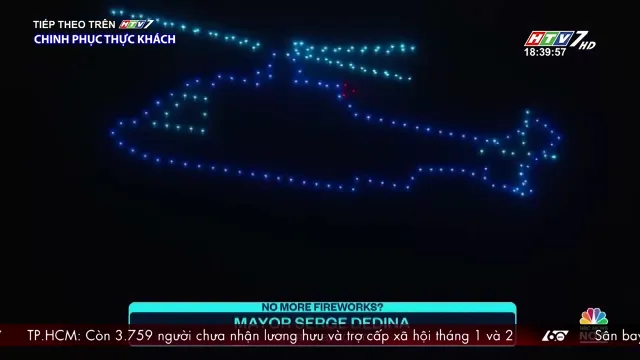 TIẾP THEO TRÊN HTV7
CHINH PHỤC THỰC KHÁCH
HTV7 HD
18:39:57
NO MORE FIREWORKS?
MAYOR SERGE DEDINA
TP.HCM: Còn 3.759 người chưa nhận lương hưu và trợ cấp xã hội tháng 1 và 2
60
Sân bay